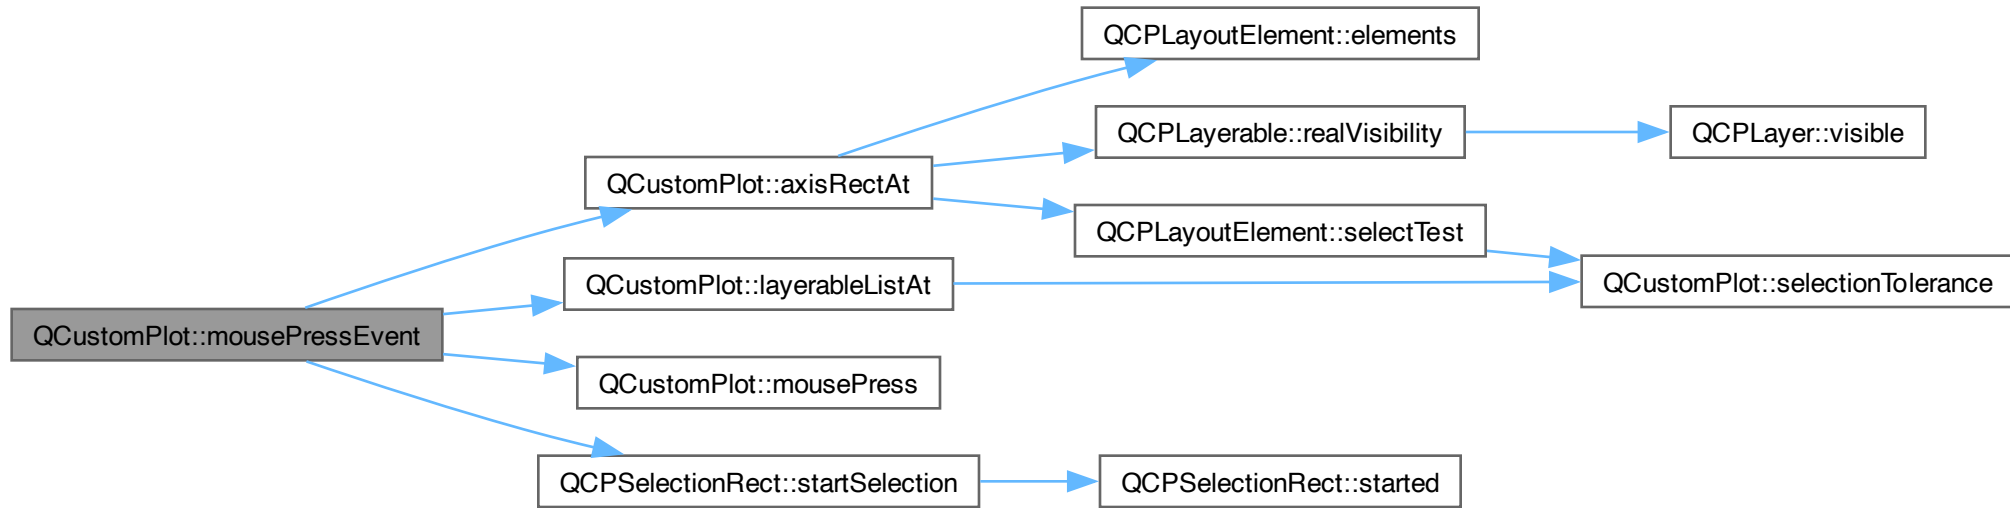 QCustomPlot::mousePressEvent
QCustomPlot::axisRectAt
QCPLayoutElement::elements
QCPLayerable::realVisibility
QCPLayer::visible
QCPLayoutElement::selectTest
QCustomPlot::selectionTolerance
QCustomPlot::layerableListAt
QCustomPlot::mousePress
QCPSelectionRect::startSelection
QCPSelectionRect::started